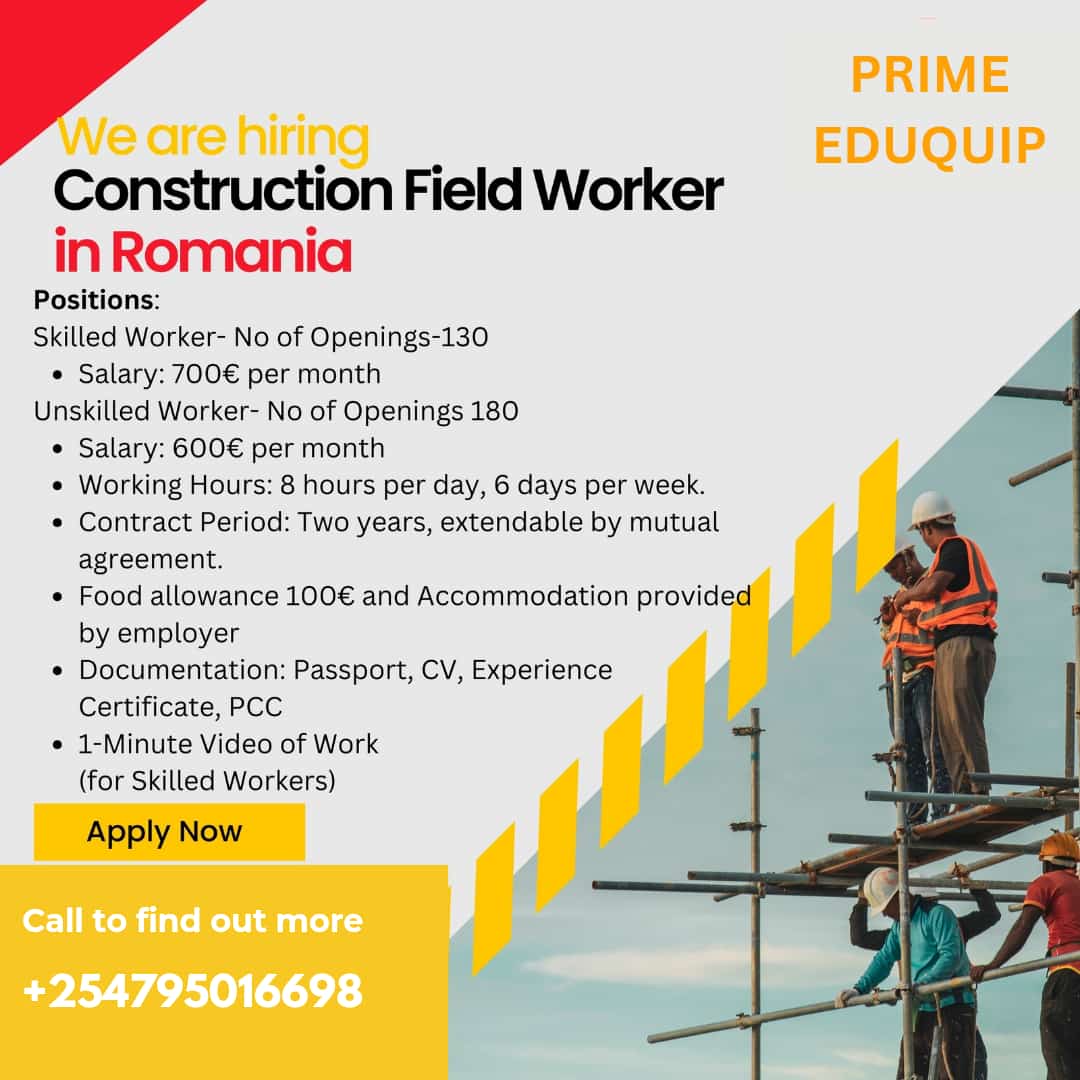 PRIME
EDUQUIP
We are hiring
Construction Field Worker
in Romania
Positions:
Skilled Worker- No of Openings-130
• Salary: 700€ per month
Unskilled Worker- No of Openings 180
• Salary: 600€ per month
• Working Hours: 8 hours per day, 6 days per week.
• Contract Period: Two years, extendable by mutual
agreement.
• Food allowance 100€ and Accommodation provided
by employer
• Documentation: Passport, CV, Experience
Certificate, PCC
• 1-Minute Video of Work
(for Skilled Workers)
Apply Now
Call to find out more
+254795016698